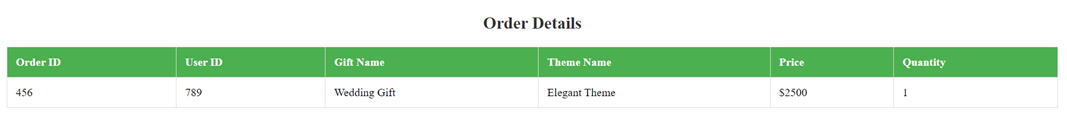 Order Details
Order ID User ID Gift Name Theme Name Price Quantity
456 789 Wedding Gift Elegant Theme $2500 1